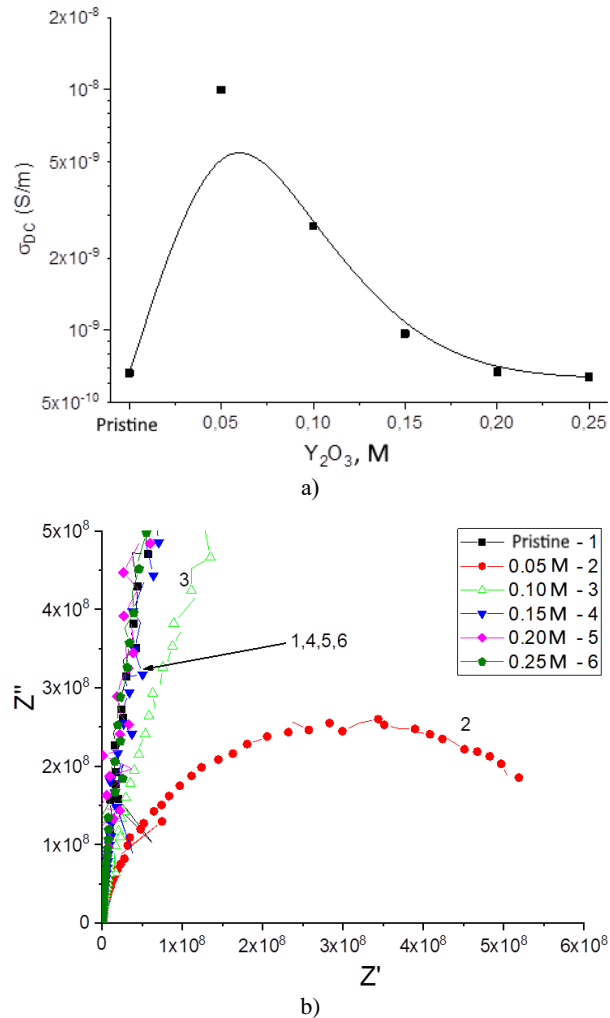 2x10⁻⁸
10⁻⁸
5x10⁻⁹
2x10⁻⁹
10⁻⁹
5x10⁻¹⁰
σDC (S/m)
Pristine 0,05 0,10 0,15 0,20 0,25
Y₂O₃, M
a)
5x10⁸
4x10⁸
3x10⁸
2x10⁸
1x10⁸
0
Z''
3
1,4,5,6
2
Pristine - 1
0.05 M - 2
0.10 M - 3
0.15 M - 4
0.20 M - 5
0.25 M - 6
0 1x10⁸ 2x10⁸ 3x10⁸ 4x10⁸ 5x10⁸ 6x10⁸
Z'
b)